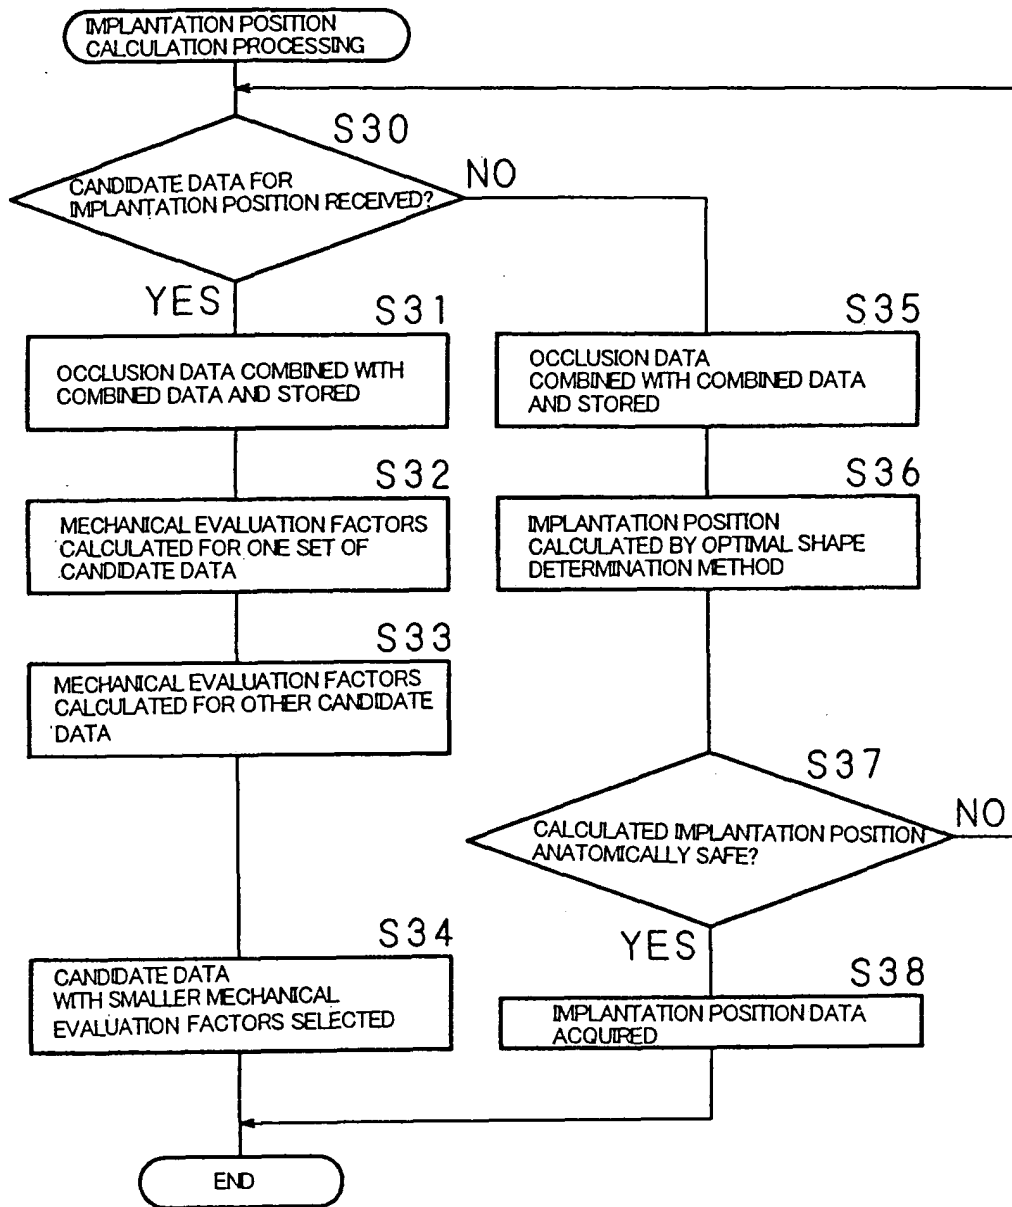 IMPLANTATION POSITION
CALCULATION PROCESSING
S30
CANDIDATE DATA FOR
IMPLANTATION POSITION RECEIVED?
NO
YES
S31
OCCLUSION DATA COMBINED WITH
COMBINED DATA AND STORED
S32
MECHANICAL EVALUATION FACTORS
CALCULATED FOR ONE SET OF
CANDIDATE DATA
S33
MECHANICAL EVALUATION FACTORS
CALCULATED FOR OTHER CANDIDATE
DATA
S34
CANDIDATE DATA
WITH SMALLER MECHANICAL
EVALUATION FACTORS SELECTED
S35
OCCLUSION DATA
COMBINED WITH COMBINED DATA
AND STORED
S36
IMPLANTATION POSITION
CALCULATED BY OPTIMAL SHAPE
DETERMINATION METHOD
S37
CALCULATED IMPLANTATION POSITION
ANATOMICALLY SAFE?
NO
YES
S38
IMPLANTATION POSITION DATA
ACQUIRED
END